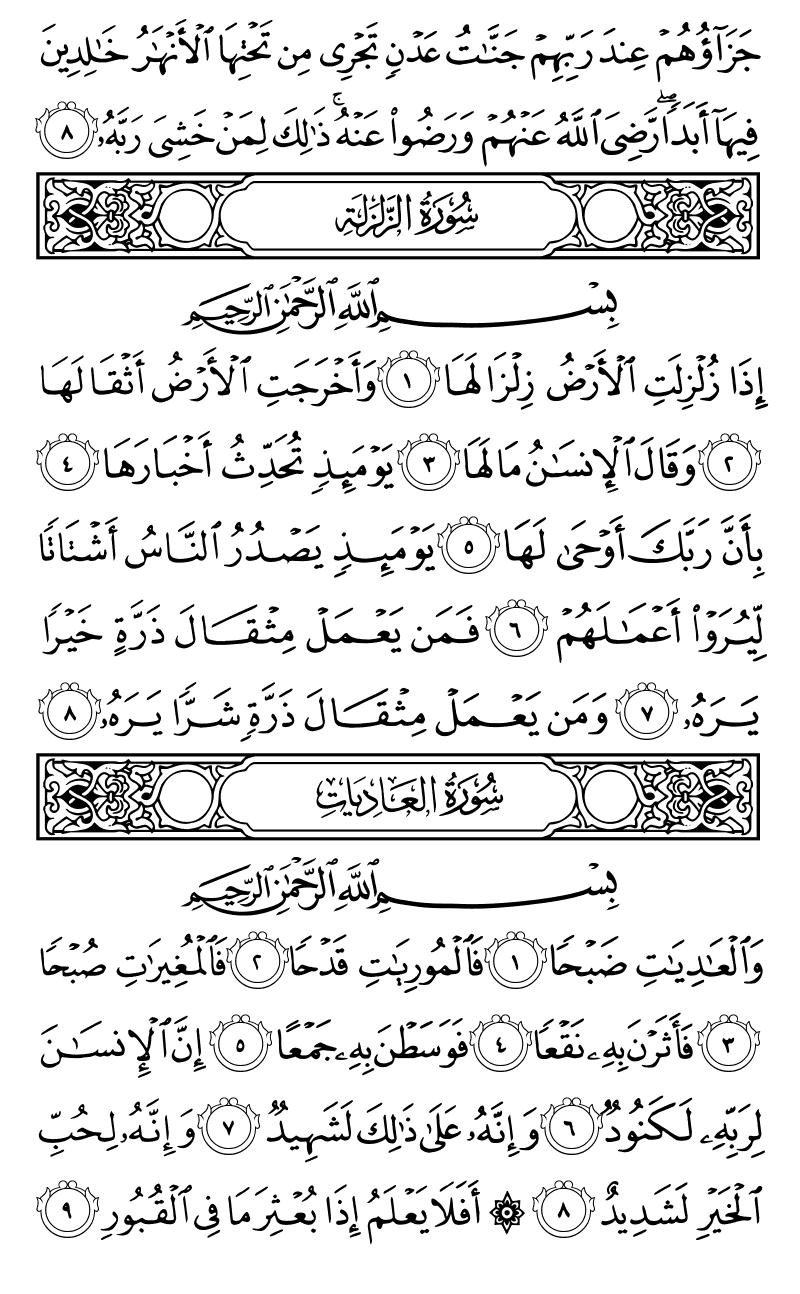 جَزَآؤُهُمۡ عِندَ رَبِّهِمۡ جَنَّـٰتُ عَدۡنٍ تَجۡرِى مِن تَحۡتِهَا ٱلۡأَنۡهَـٰرُ خَـٰلِدِينَ
فِيهَآ أَبَدًاۖ رَّضِىَ ٱللَّهُ عَنۡهُمۡ وَرَضُوا۟ عَنۡهُۚ ذَٰلِكَ لِمَنۡ خَشِىَ رَبَّهُۥ ٨
سُورَةُ الزَّلۡزَلَةِ
بِسۡمِ ٱللَّهِ ٱلرَّحۡمَـٰنِ ٱلرَّحِيمِ
إِذَا زُلۡزِلَتِ ٱلۡأَرۡضُ زِلۡزَالَهَا ١ وَأَخۡرَجَتِ ٱلۡأَرۡضُ أَثۡقَالَهَا
٢ وَقَالَ ٱلۡإِنسَـٰنُ مَا لَهَا ٣ يَوۡمَئِذٍ تُحَدِّثُ أَخۡبَارَهَا ٤
بِأَنَّ رَبَّكَ أَوۡحَىٰ لَهَا ٥ يَوۡمَئِذٍ يَصۡدُرُ ٱلنَّاسُ أَشۡتَاتًا
لِّيُرَوۡا۟ أَعۡمَـٰلَهُمۡ ٦ فَمَن يَعۡمَلۡ مِثۡقَالَ ذَرَّةٍ خَيۡرًا
يَرَهُۥ ٧ وَمَن يَعۡمَلۡ مِثۡقَالَ ذَرَّةٍ شَرًّا يَرَهُۥ ٨
سُورَةُ العَادِيَاتِ
بِسۡمِ ٱللَّهِ ٱلرَّحۡمَـٰنِ ٱلرَّحِيمِ
وَٱلۡعَـٰدِيَـٰتِ ضَبۡحًا ١ فَٱلۡمُورِيَـٰتِ قَدۡحًا ٢ فَٱلۡمُغِيرَٰتِ صُبۡحًا
٣ فَأَثَرۡنَ بِهِۦ نَقۡعًا ٤ فَوَسَطۡنَ بِهِۦ جَمۡعًا ٥ إِنَّ ٱلۡإِنسَـٰنَ
لِرَبِّهِۦ لَكَنُودٌ ٦ وَإِنَّهُۥ عَلَىٰ ذَٰلِكَ لَشَهِيدٌ ٧ وَإِنَّهُۥ لِحُبِّ
ٱلۡخَيۡرِ لَشَدِيدٌ ٨ ۞ أَفَلَا يَعۡلَمُ إِذَا بُعۡثِرَ مَا فِى ٱلۡقُبُورِ ٩